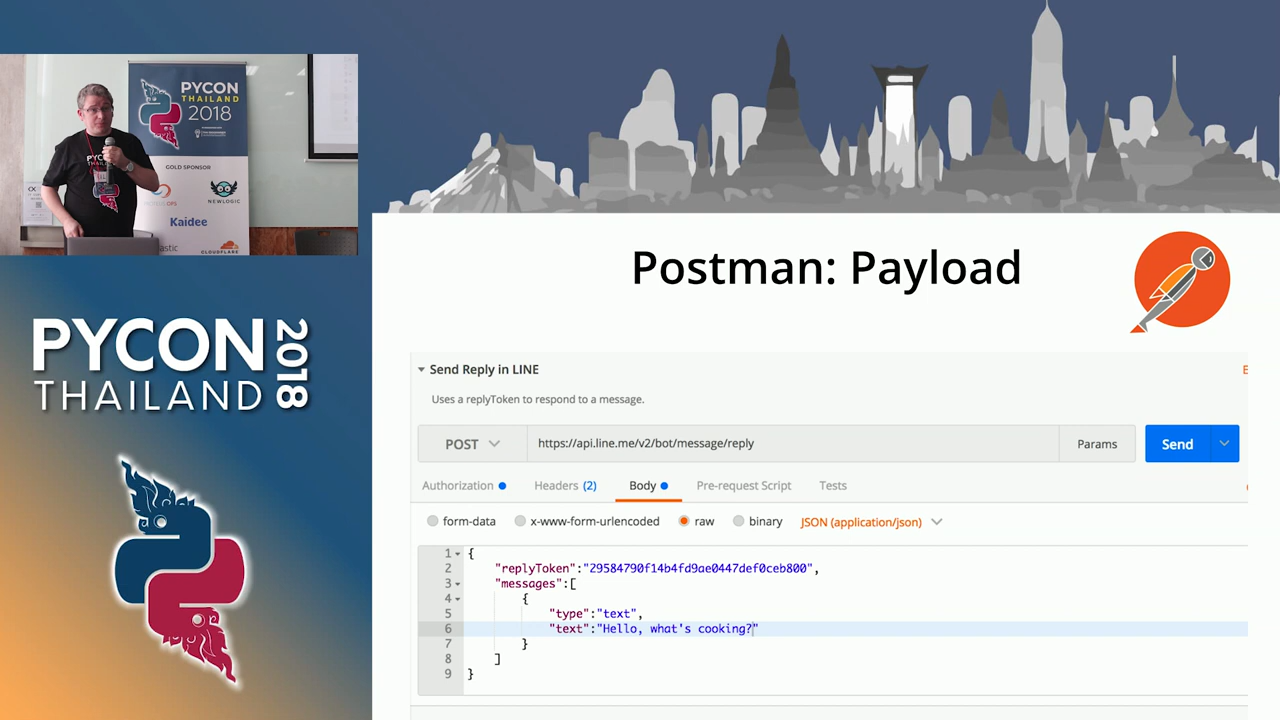 PYCON
THAILAND
2018
GOLD SPONSOR
NEWLOGIC
Kaidee
CLOUDFLARE
PYCON 2018
THAILAND
Postman: Payload
Send Reply in LINE
Uses a replyToken to respond to a message.
POST https://api.line.me/v2/bot/message/reply Params Send
Authorization Headers (2) Body Pre-request Script Tests
form-data x-www-form-urlencoded raw binary JSON (application/json)
1 {
2 "replyToken":"29584790f14b4fd9ae0447def0ceb800",
3 "messages":[
4 {
5 "type":"text",
6 "text":"Hello, what's cooking?"
7 }
8 ]
9 }